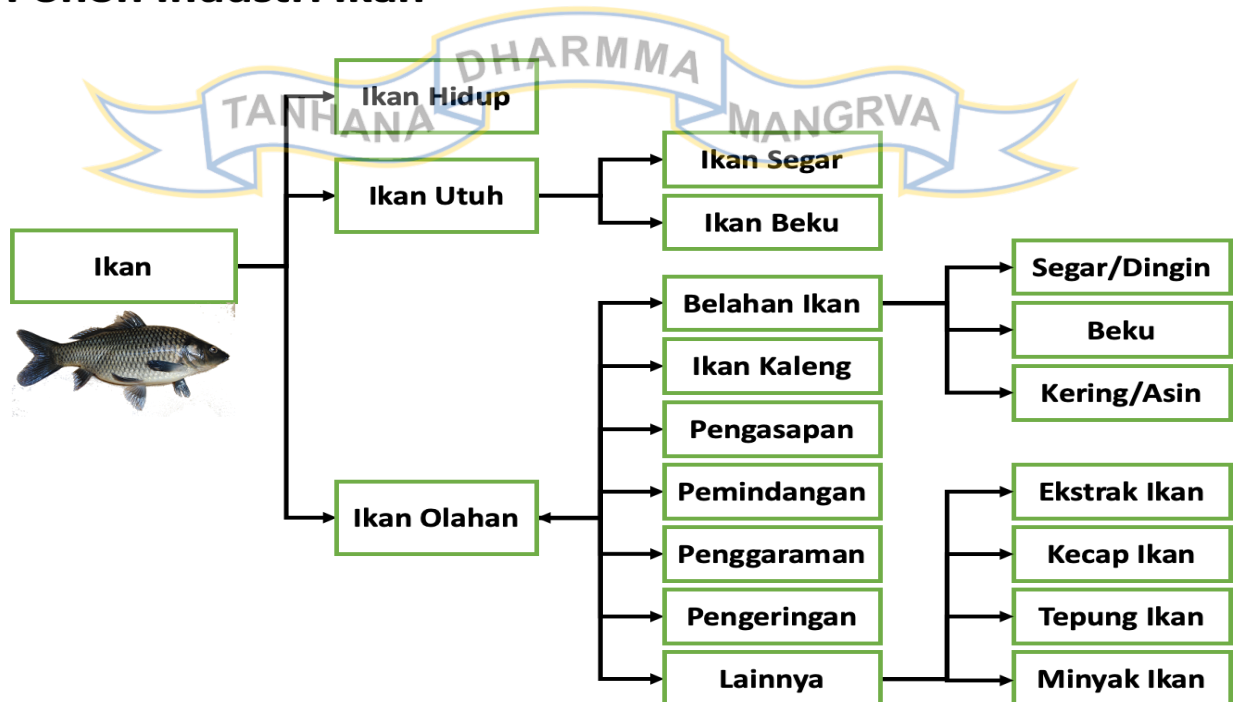 Pohon Industri Ikan
TANHANA DHARMMA MANGRVA
Ikan
Ikan Hidup
Ikan Utuh
Ikan Segar
Ikan Beku
Ikan Olahan
Belahan Ikan
Segar/Dingin
Beku
Kering/Asin
Ikan Kaleng
Pengasapan
Pemindangan
Penggaraman
Pengeringan
Lainnya
Ekstrak Ikan
Kecap Ikan
Tepung Ikan
Minyak Ikan